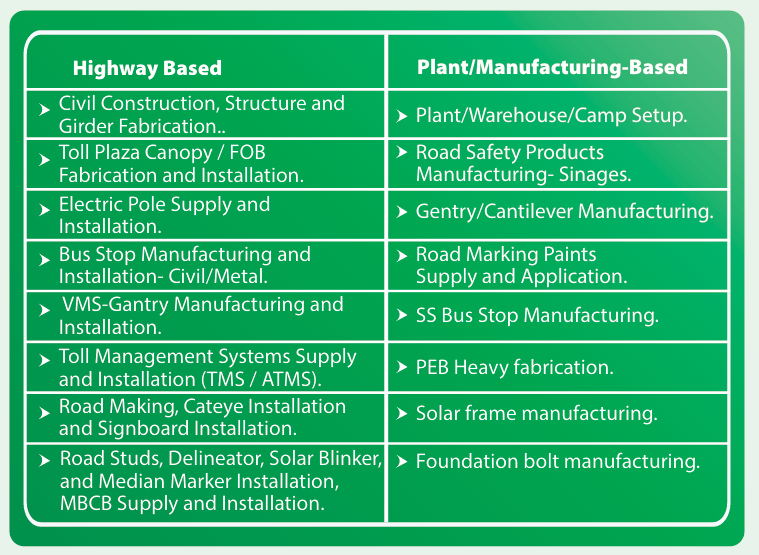 Highway Based
Plant/Manufacturing-Based
Civil Construction, Structure and
Girder Fabrication..
Plant/Warehouse/Camp Setup.
Toll Plaza Canopy / FOB
Fabrication and Installation.
Road Safety Products
Manufacturing- Sinages.
Electric Pole Supply and
Installation.
Gentry/Cantilever Manufacturing.
Bus Stop Manufacturing and
Installation- Civil/Metal.
Road Marking Paints
Supply and Application.
VMS-Gantry Manufacturing and
Installation.
SS Bus Stop Manufacturing.
Toll Management Systems Supply
and Installation (TMS / ATMS).
PEB Heavy fabrication.
Road Making, Cateye Installation
and Signboard Installation.
Solar frame manufacturing.
Road Studs, Delineator, Solar Blinker,
and Median Marker Installation,
MBCB Supply and Installation.
Foundation bolt manufacturing.